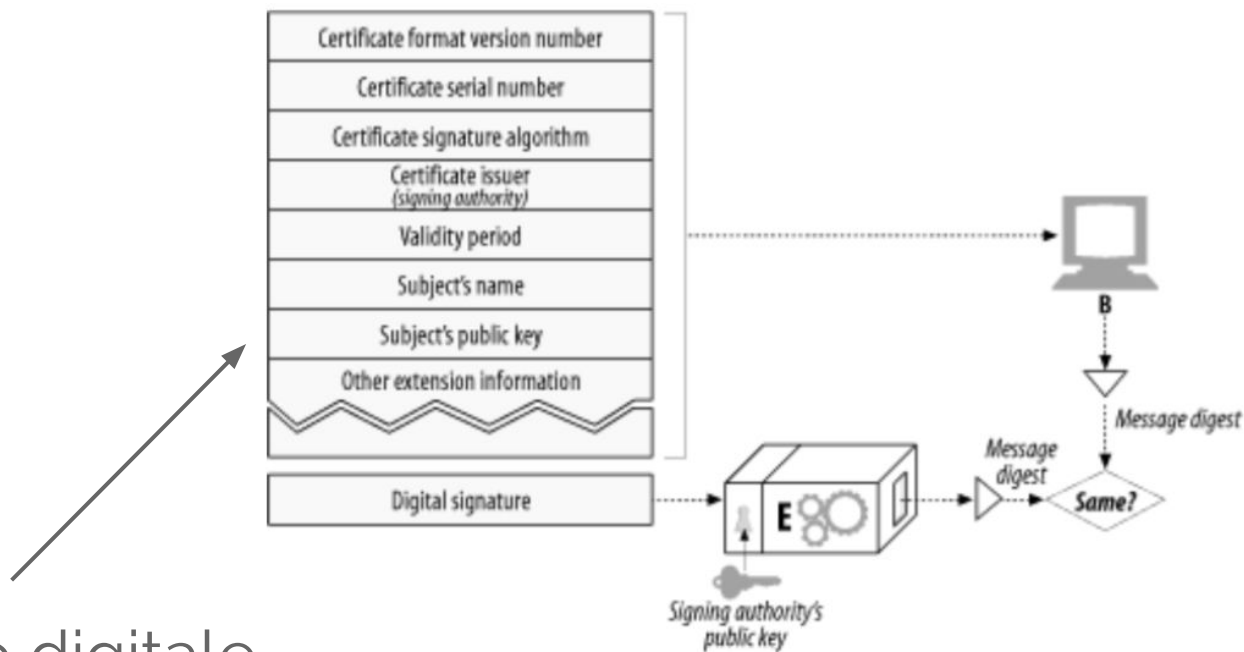 Certificate format version number
Certificate serial number
Certificate signature algorithm
Certificate issuer
(signing authority)
Validity period
Subject's name
Subject's public key
Other extension information
Digital signature
B
Message digest
Message
digest
Same?
E
Signing authority's
public key
digitale